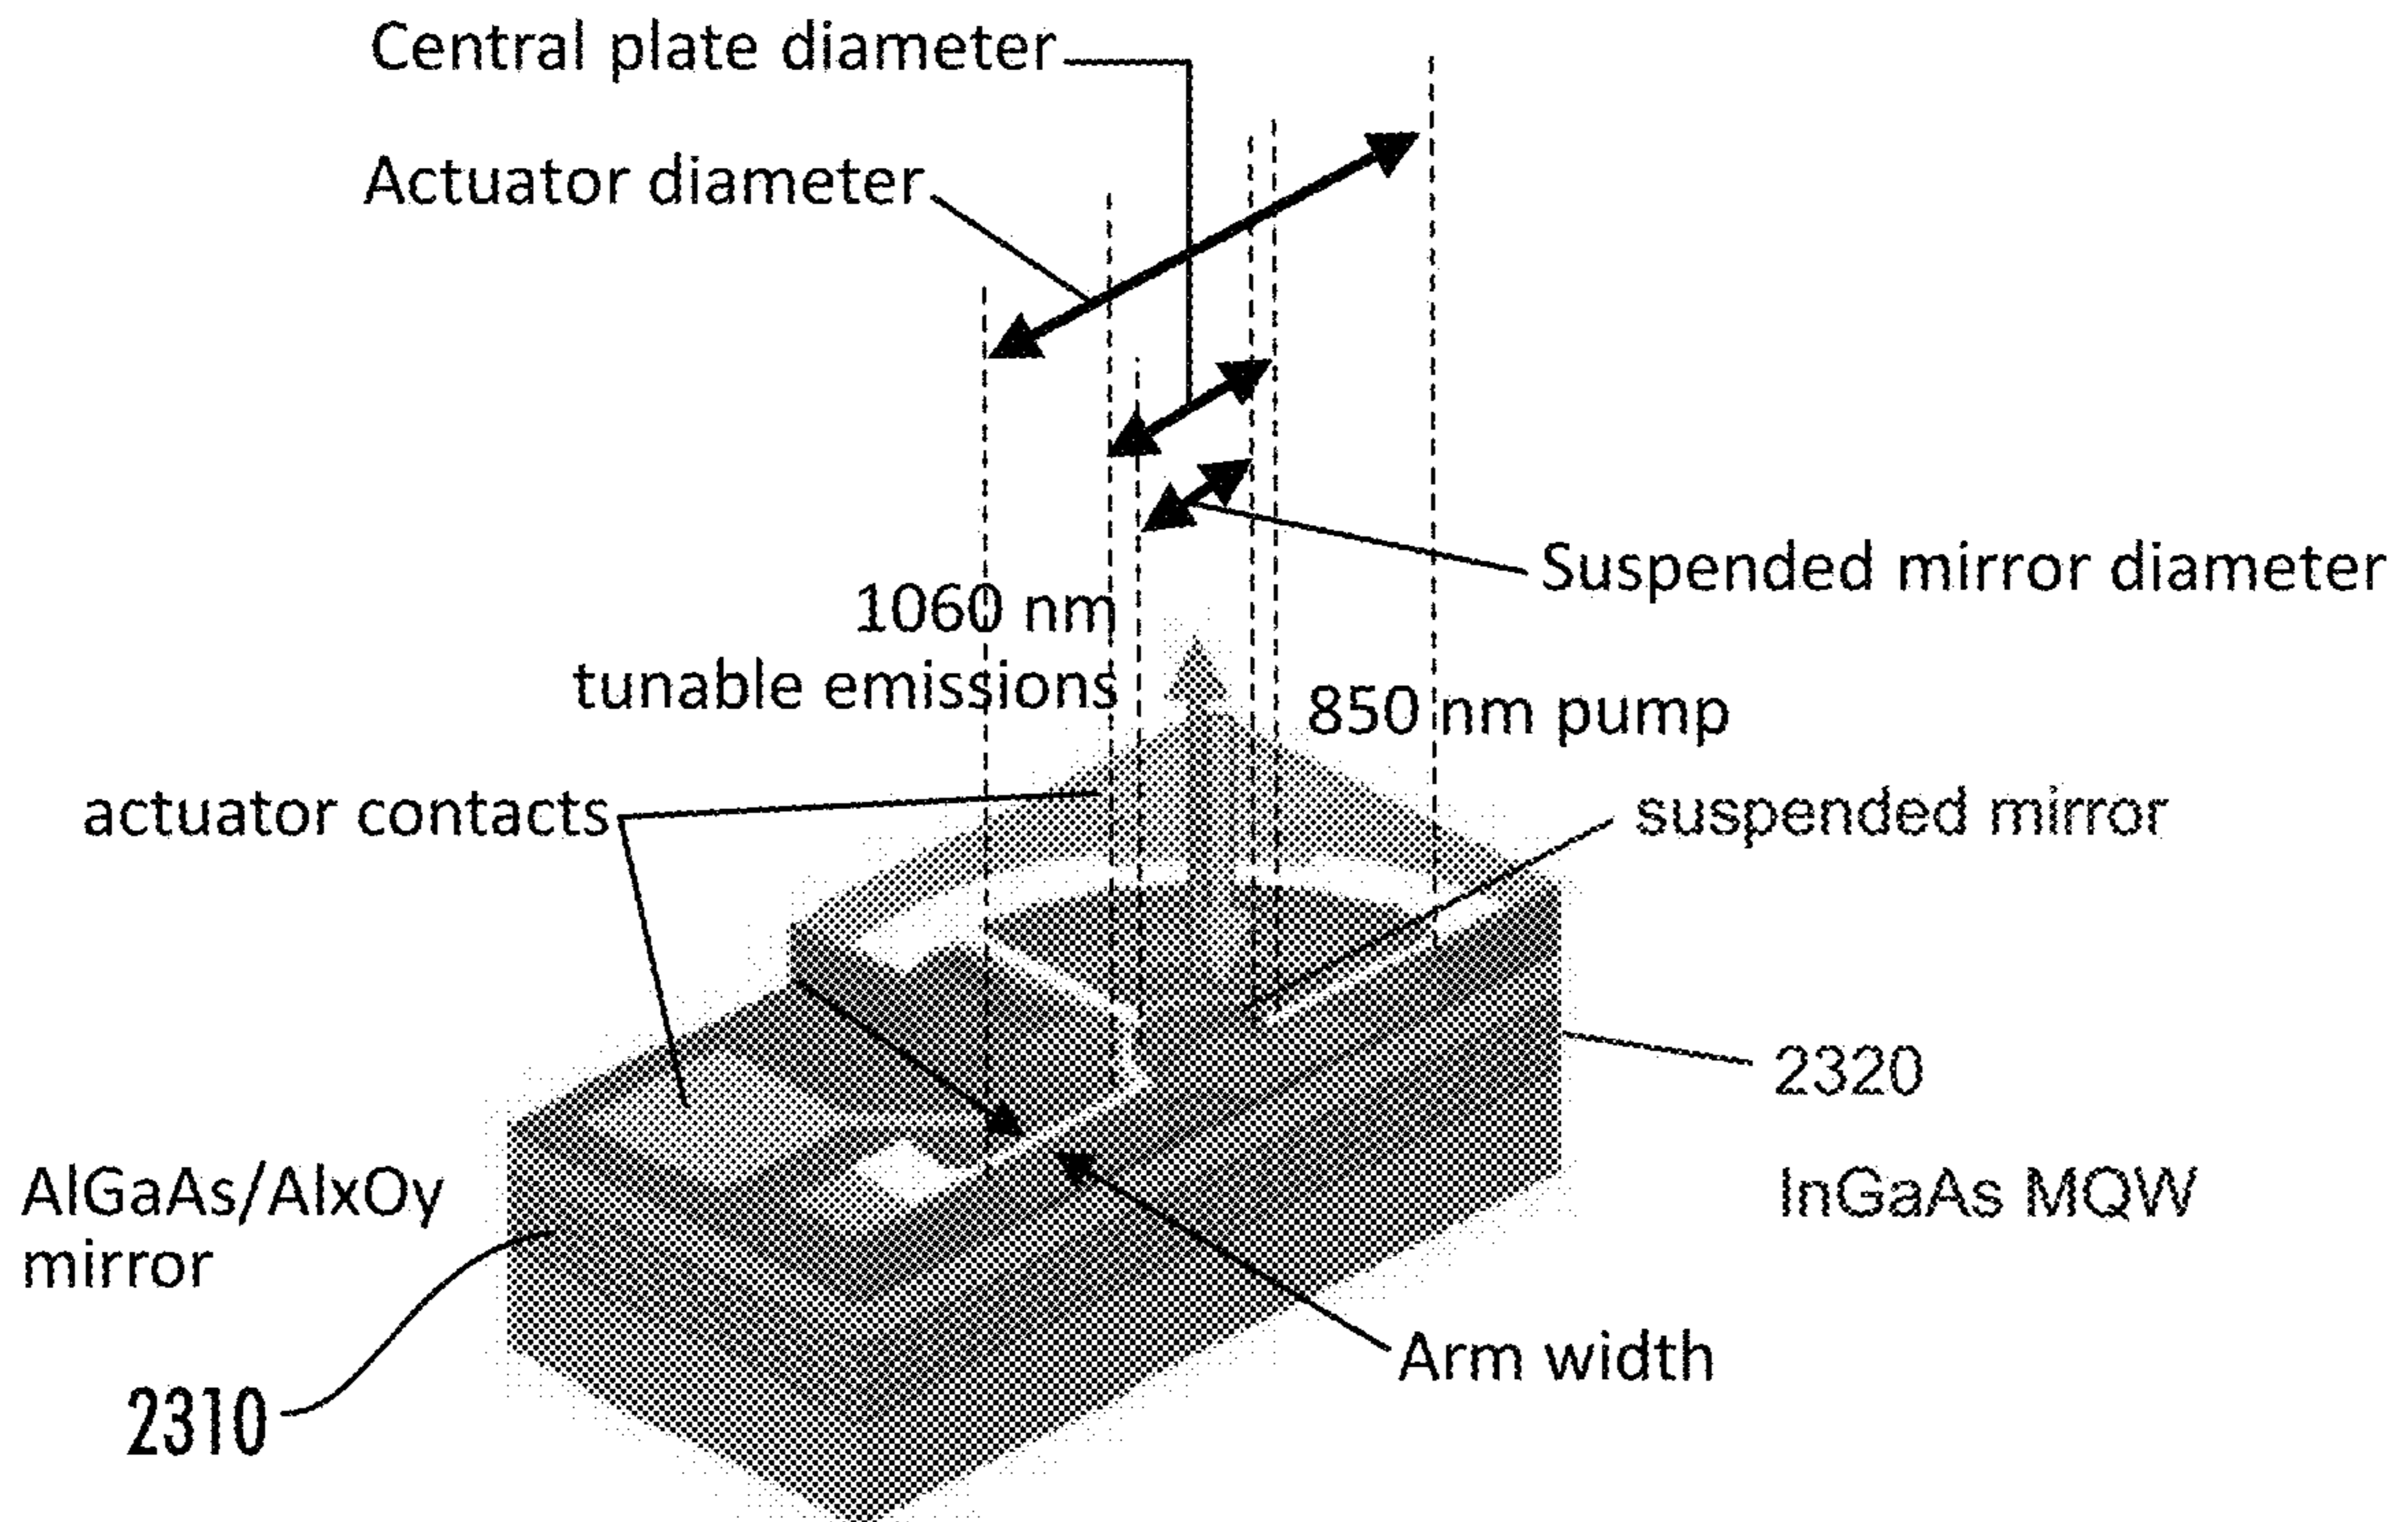 Central plate diameter
Actuator diameter
Suspended mirror diameter
1060 nm
tunable emissions
850 nm pump
actuator contacts
suspended mirror
2320
InGaAs MQW
AlGaAs/AlxOy
mirror
Arm width
2310